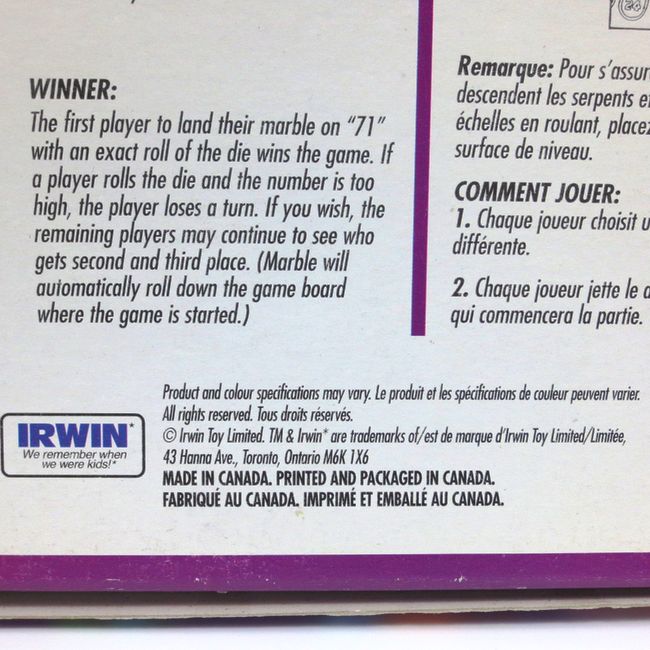 WINNER:
The first player to land their marble on "71"
with an exact roll of the die wins the game. If
a player rolls the die and the number is too
high, the player loses a turn. If you wish, the
remaining players may continue to see who
gets second and third place. (Marble will
automatically roll down the game board
where the game is started.)
24
Remarque: Pour s'assur
descendent les serpents et
échelles en roulant, placez
surface de niveau.
COMMENT JOUER:
1. Chaque joueur choisit u
différente.
2. Chaque joueur jette le d
qui commencera la partie.
IRWIN*
We remember when
we were kids!*
Product and colour specifications may vary. Le produit et les spécifications de couleur peuvent varier.
All rights reserved. Tous droits réservés.
© Irwin Toy Limited. TM & Irwin* are trademarks of/est de marque d'Irwin Toy Limited/Limitée,
43 Hanna Ave., Toronto, Ontario M6K 1X6
MADE IN CANADA. PRINTED AND PACKAGED IN CANADA.
FABRIQUÉ AU CANADA. IMPRIMÉ ET EMBALLÉ AU CANADA.